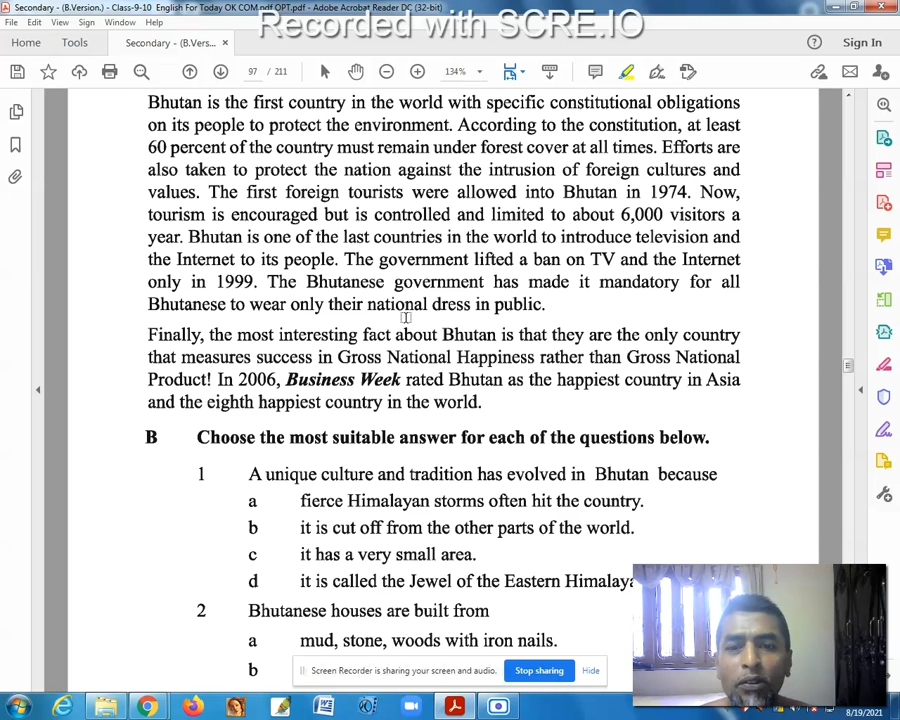 Secondary - (B.Version.) - Class-9-10 English For Today OK COM.pdf OPT.pdf - Adobe Acrobat Reader DC (32-bit)
Recorded with SCRE.IO
File Edit View Sign Window Help
Home Tools Secondary - (B.Vers... × Sign In
97 / 211 134%
Bhutan is the first country in the world with specific constitutional obligations
on its people to protect the environment. According to the constitution, at least
60 percent of the country must remain under forest cover at all times. Efforts are
also taken to protect the nation against the intrusion of foreign cultures and
values. The first foreign tourists were allowed into Bhutan in 1974. Now,
tourism is encouraged but is controlled and limited to about 6,000 visitors a
year. Bhutan is one of the last countries in the world to introduce television and
the Internet to its people. The government lifted a ban on TV and the Internet
only in 1999. The Bhutanese government has made it mandatory for all
Bhutanese to wear only their national dress in public.
Finally, the most interesting fact about Bhutan is that they are the only country
that measures success in Gross National Happiness rather than Gross National
Product! In 2006, Business Week rated Bhutan as the happiest country in Asia
and the eighth happiest country in the world.
B Choose the most suitable answer for each of the questions below.
1 A unique culture and tradition has evolved in Bhutan because
a fierce Himalayan storms often hit the country.
b it is cut off from the other parts of the world.
c it has a very small area.
d it is called the Jewel of the Eastern Himalaya
2 Bhutanese houses are built from
a mud, stone, woods with iron nails.
b
Screen Recorder is sharing your screen and audio. Stop sharing Hide
8/19/2021